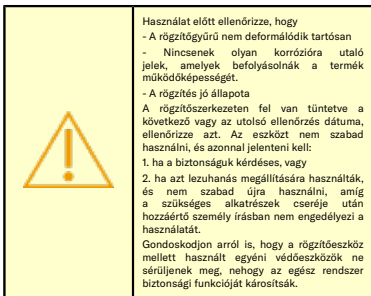 Használat előtt ellenőrizze, hogy
- A rögzítőgyűrű nem deformálódik tartósan
- Nincsenek olyan korrózióra utaló
jelek, amelyek befolyásolnák a termék
működőképességét.
- A rögzítés jó állapota
A rögzítőszerkezeten fel van tüntetve a
következő vagy az utolsó ellenőrzés dátuma,
ellenőrizze azt. Az eszközt nem szabad
használni, és azonnal jelenteni kell:
1. ha a biztonságuk kérdéses, vagy
2. ha azt lezuhanás megállítására használták,
és nem szabad újra használni, amíg
a szükséges alkatrészek cseréje után
hozzáértő személy írásban nem engedélyezi a
használatát.
Gondoskodjon arról is, hogy a rögzítőeszköz
mellett használt egyéni védőeszközök ne
sérüljenek meg, nehogy az egész rendszer
biztonsági funkcióját károsítsák.